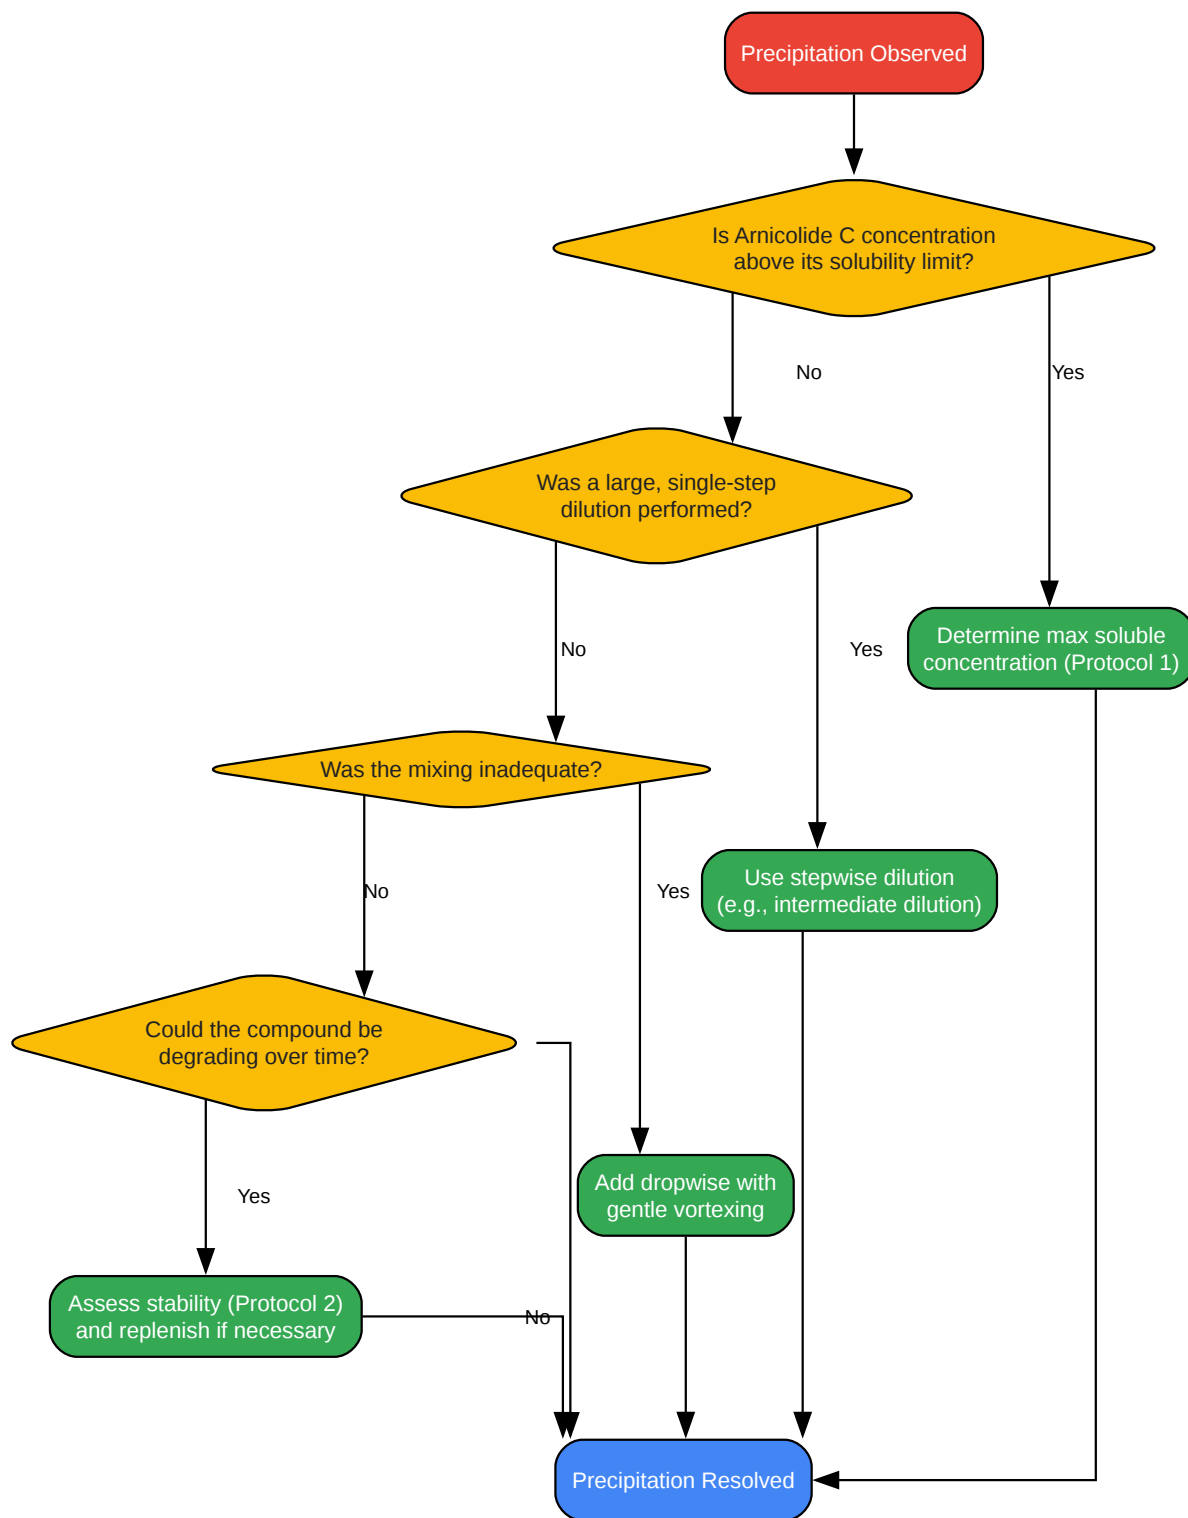 Precipitation Observed
Is Arnicolide C concentration
above its solubility limit?
No
Yes
Was a large, single-step
dilution performed?
No
Yes
Determine max soluble
concentration (Protocol 1)
Was the mixing inadequate?
No
Yes
Use stepwise dilution
(e.g., intermediate dilution)
Could the compound be
degrading over time?
Yes
Add dropwise with
gentle vortexing
Assess stability (Protocol 2)
and replenish if necessary
No
Precipitation Resolved